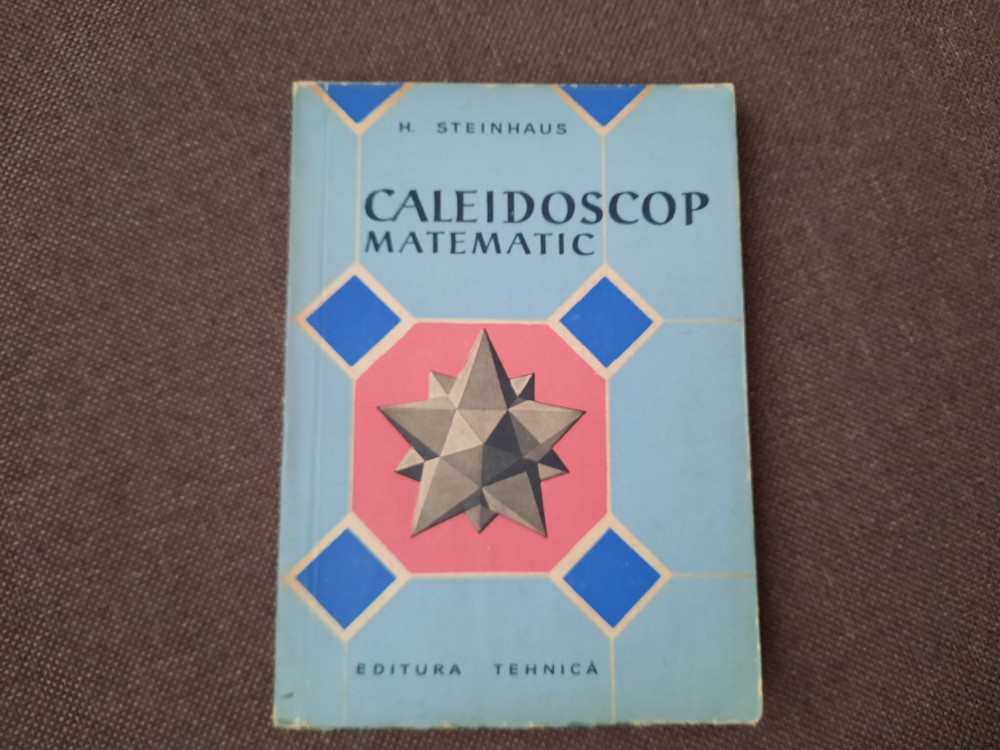 H. STEINHAUS
CALEIDOSCOP
MATEMATIC
EDITURA TEHNICĂ